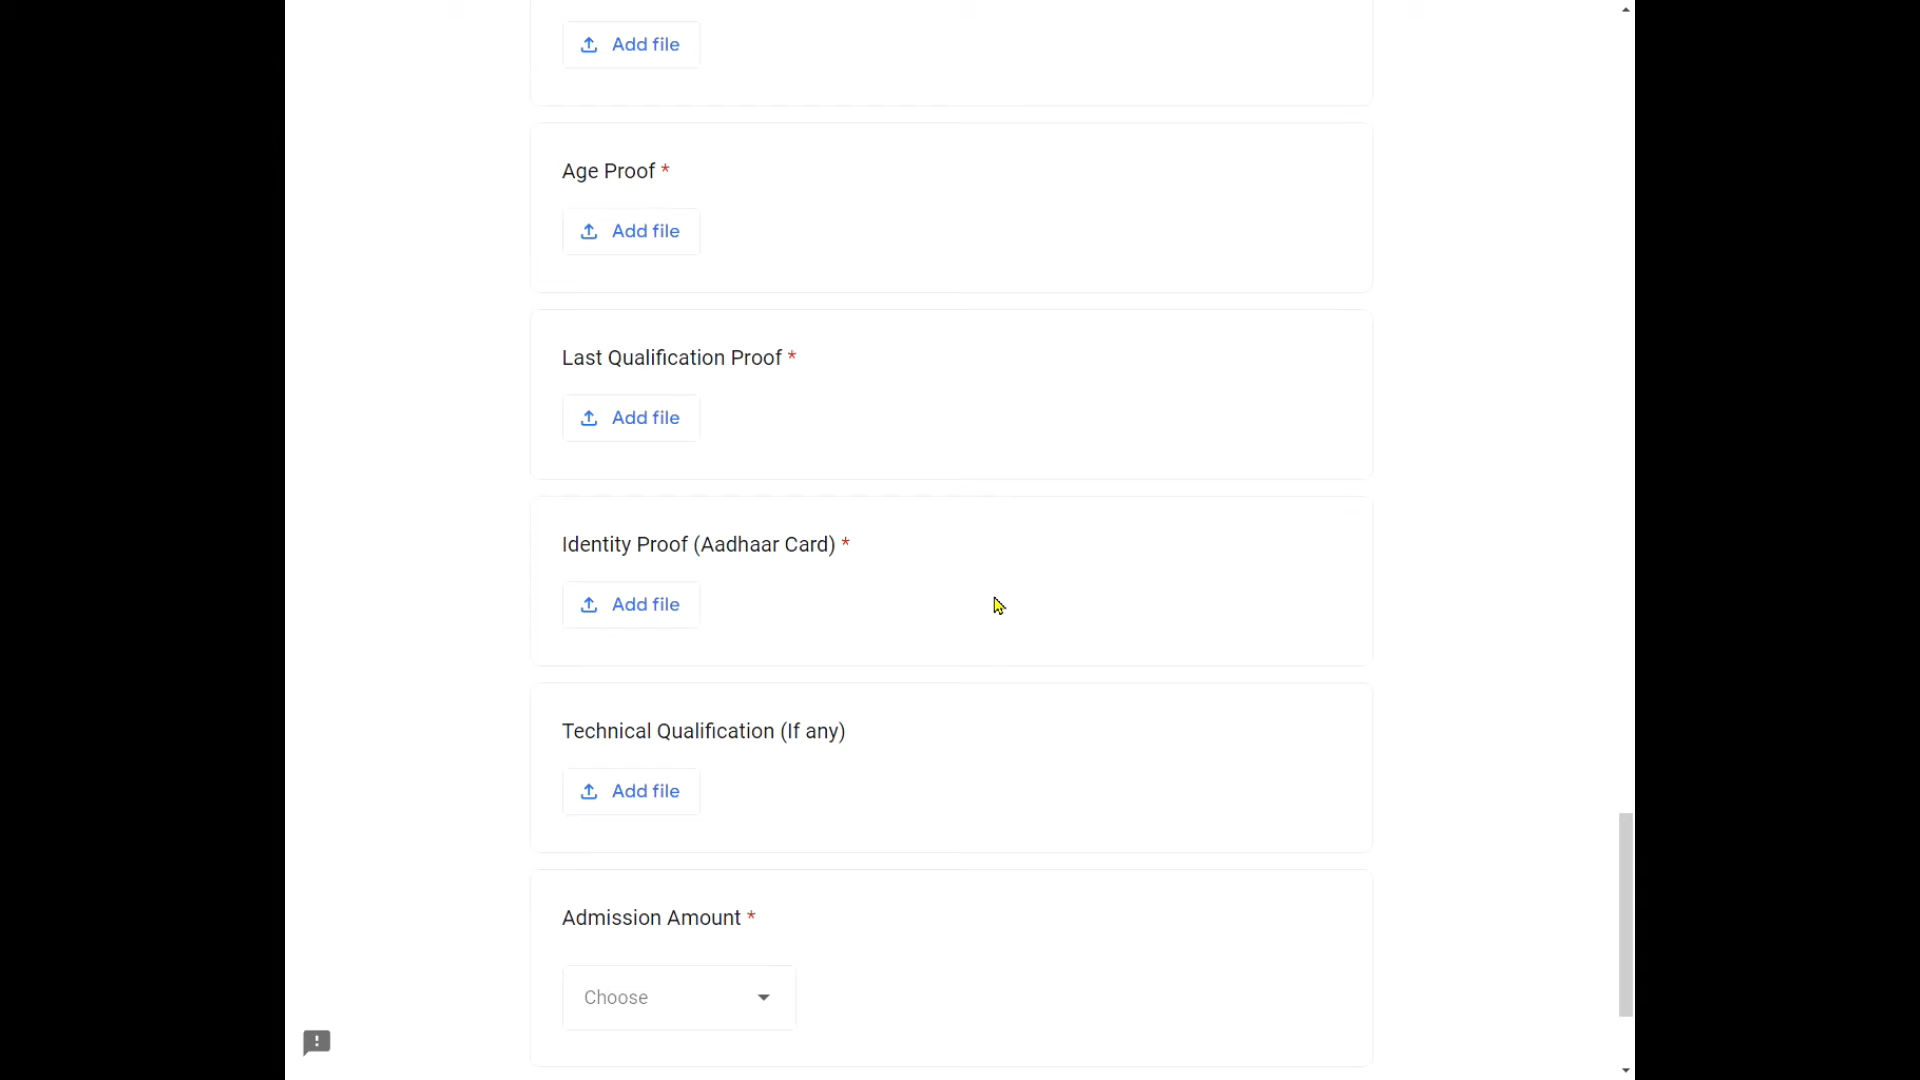 Add file
Age Proof *
Add file
Last Qualification Proof *
Add file
Identity Proof (Aadhaar Card) *
Add file
Technical Qualification (If any)
Add file
Admission Amount *
Choose